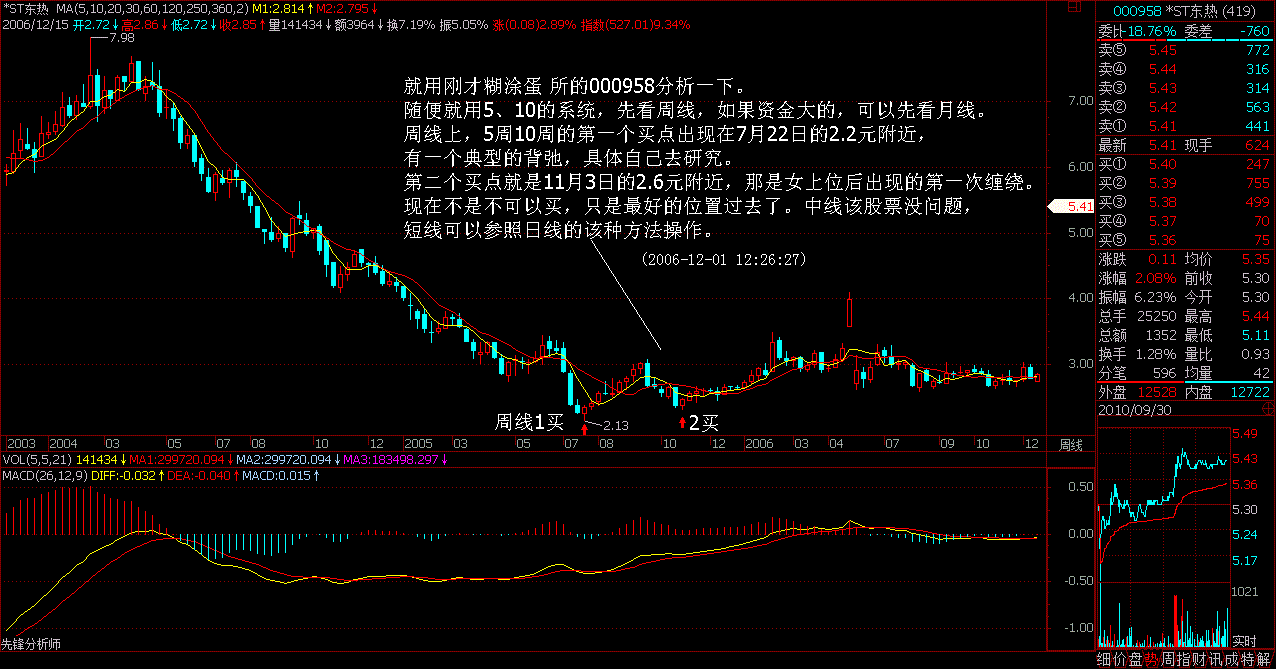 *ST东热 MA(5,10,20,30,60,120,250,360,2) M1:2.814↑M2:2.795↓
2006/12/15 开2.72↓高2.86↓低2.72↓收2.85↑量141434↓额3964↓换7.19% 振5.05% 涨(0.08)2.89% 指数(527.01)9.34%
7.98
就用刚才糊涂蛋 所的000958分析一下。
随便就用5、10的系统，先看周线，如果资金大的，可以先看月线。
周线上，5周10周的第一个买点出现在7月22日的2.2元附近，
有一个典型的背弛，具体自己去研究。
第二个买点就是11月3日的2.6元附近，那是女上位后出现的第一次缠绕。
现在不是不可以买，只是最好的位置过去了。中线该股票没问题，
短线可以参照日线的该种方法操作。
(2006-12-01 12:26:27)
7.00
6.00
5.41
5.00
4.00
3.00
周线1买
2.13
2买
2003 2004 03 05 07 08 10 12 2005 03 05 07 08 10 12 2006 03 04 07 09 10 12 周线
VOL(5,5,21) 141434↓MA1:299720.094↓MA2:299720.094↓MA3:183498.297↓
MACD(26,12,9) DIFF:-0.032↑DEA:-0.040↑MACD:0.015↑
0.50
0.00
-0.50
-1.00
先锋分析师
000958 *ST东热 (419)
委比18.76% 委差 -760
卖⑤ 5.45 772
卖④ 5.44 316
卖③ 5.43 314
卖② 5.42 563
卖① 5.41 441
最新 5.41 现手 624
买① 5.40 247
买② 5.39 755
买③ 5.38 499
买④ 5.37 70
买⑤ 5.36 75
涨跌 0.11 均价 5.35
涨幅 2.08% 前收 5.30
振幅 6.23% 今开 5.30
总手 25250 最高 5.44
总额 1352 最低 5.11
换手 1.28% 量比 0.93
分笔 596 均量 42
外盘 12528 内盘 12722
2010/09/30
5.49
5.43
5.36
5.30
5.24
5.17
1021
实时
细价盘势周指财讯成特解